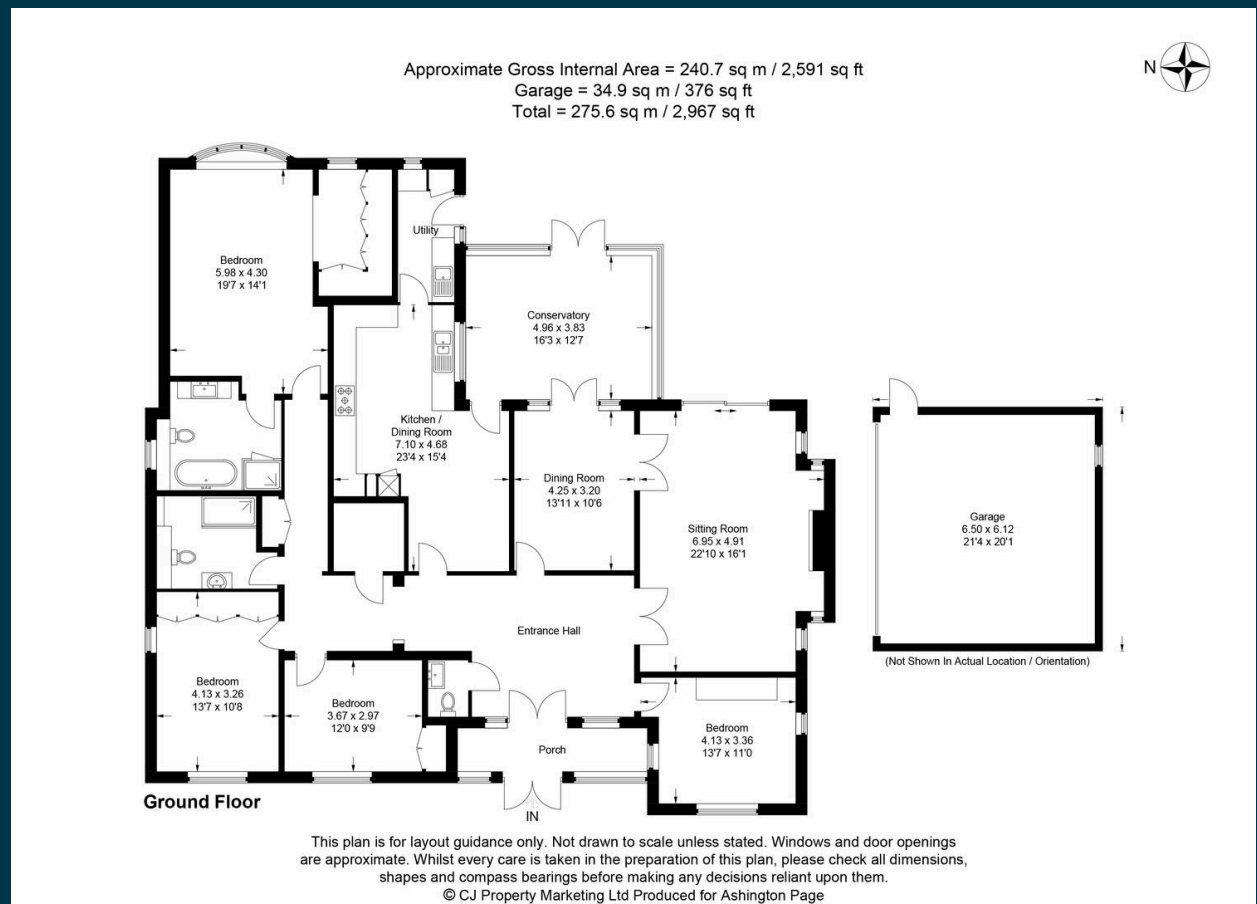 Approximate Gross Internal Area = 240.7 sq m / 2,591 sq ft
Garage = 34.9 sq m / 376 sq ft
Total = 275.6 sq m / 2,967 sq ft
N
Utility
Bedroom
5.98 x 4.30
19'7 x 14'1
Conservatory
4.96 x 3.83
16'3 x 12'7
Kitchen /
Dining Room
7.10 x 4.68
23'4 x 15'4
Dining Room
4.25 x 3.20
13'11 x 10'6
Sitting Room
6.95 x 4.91
22'10 x 16'1
Garage
6.50 x 6.12
21'4 x 20'1
(Not Shown In Actual Location / Orientation)
Entrance Hall
Bedroom
4.13 x 3.26
13'7 x 10'8
Bedroom
3.67 x 2.97
12'0 x 9'9
Bedroom
4.13 x 3.36
13'7 x 11'0
Porch
IN
Ground Floor
This plan is for layout guidance only. Not drawn to scale unless stated. Windows and door openings
are approximate. Whilst every care is taken in the preparation of this plan, please check all dimensions,
shapes and compass bearings before making any decisions reliant upon them.
© CJ Property Marketing Ltd Produced for Ashington Page